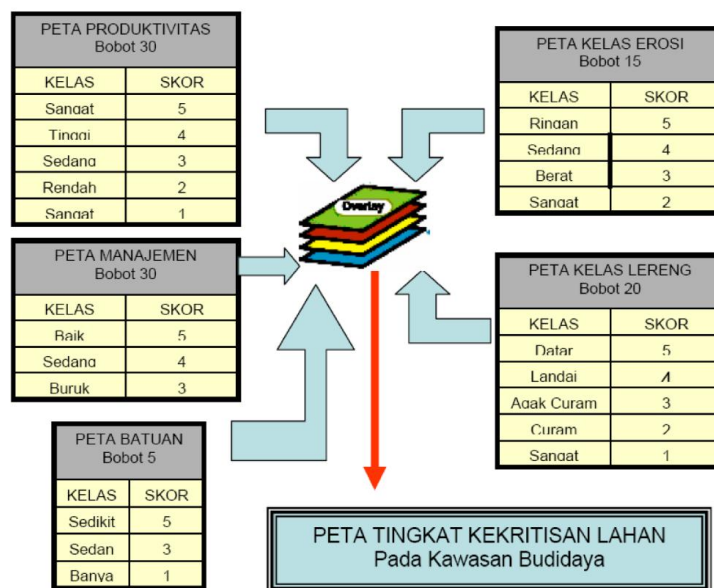 PETA PRODUKTIVITAS
Bobot 30
KELAS SKOR
Sangat 5
Tinggi 4
Sedang 3
Rendah 2
Sangat 1
PETA MANAJEMEN
Bobot 30
KELAS SKOR
Baik 5
Sedang 4
Buruk 3
PETA BATUAN
Bobot 5
KELAS SKOR
Sedikit 5
Sedan 3
Banya 1
Overlay
PETA KELAS EROSI
Bobot 15
KELAS SKOR
Ringan 5
Sedang 4
Berat 3
Sangat 2
PETA KELAS LERENG
Bobot 20
KELAS SKOR
Datar 5
Landai 4
Agak Curam 3
Curam 2
Sangat 1
PETA TINGKAT KEKRITISAN LAHAN
Pada Kawasan Budidaya